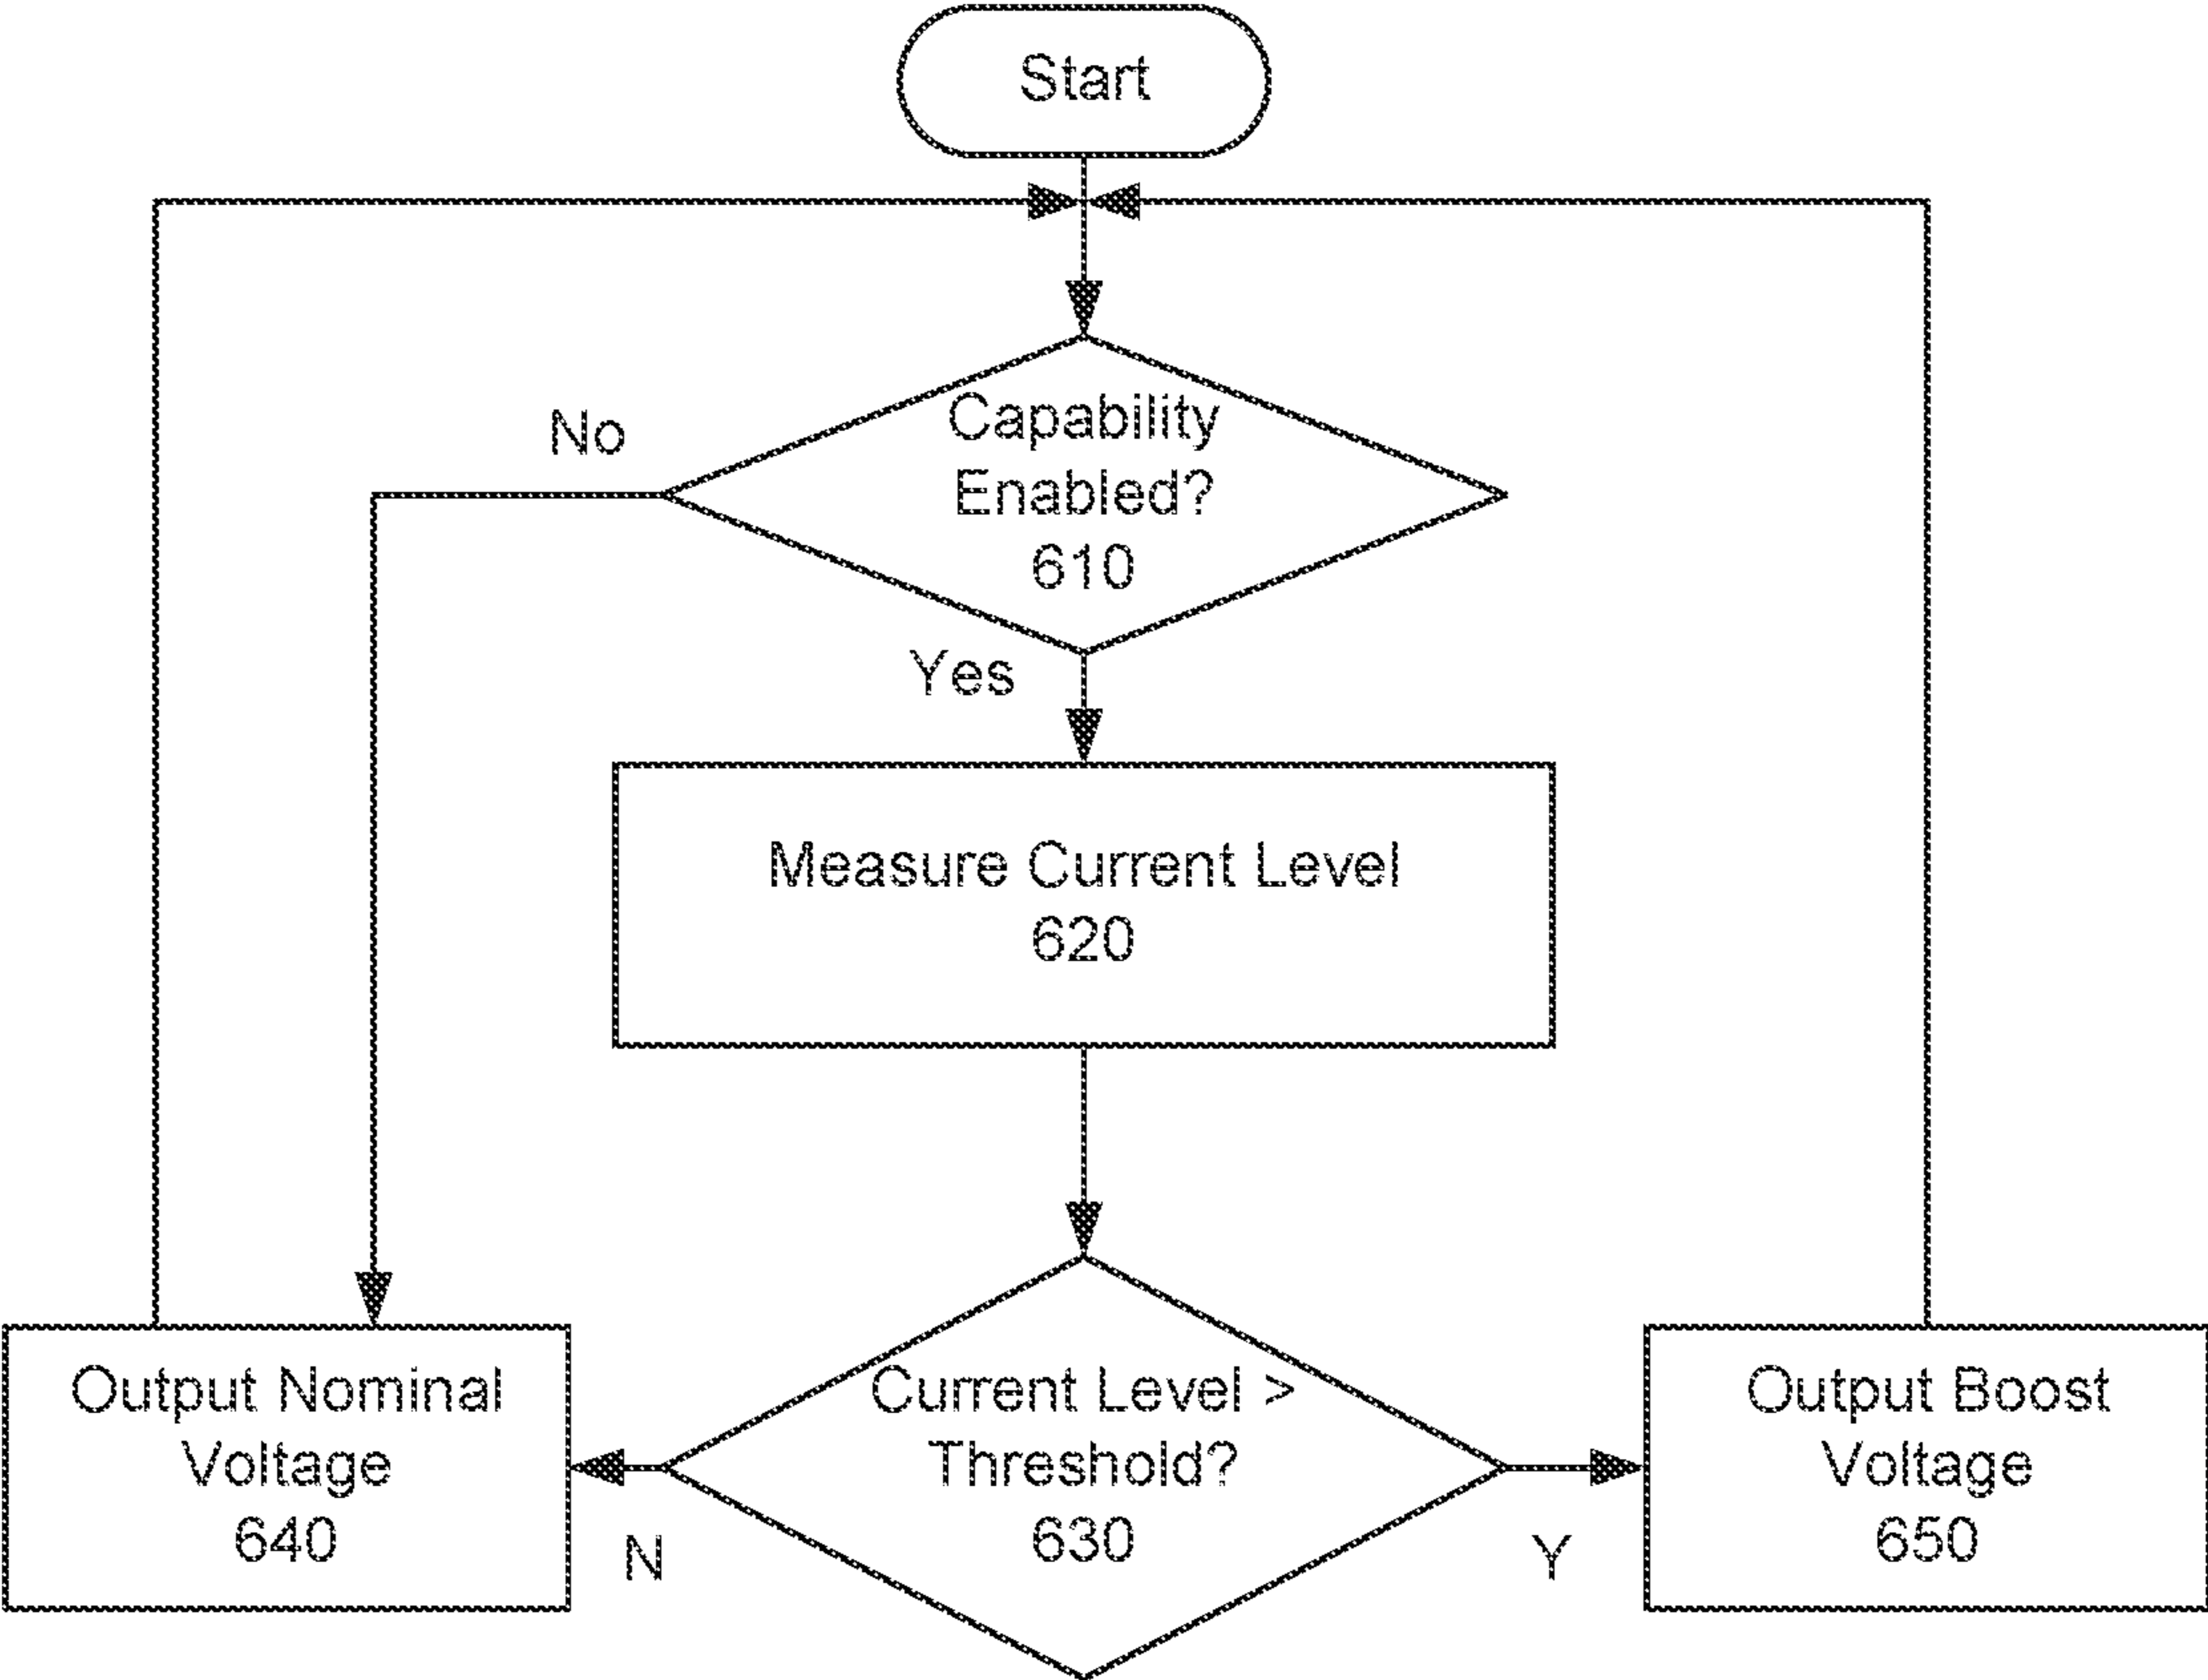 Start
No
Capability
Enabled?
610
Yes
Measure Current Level
620
Output Nominal
Voltage
640
N
Current Level >
Threshold?
630
Y
Output Boost
Voltage
650